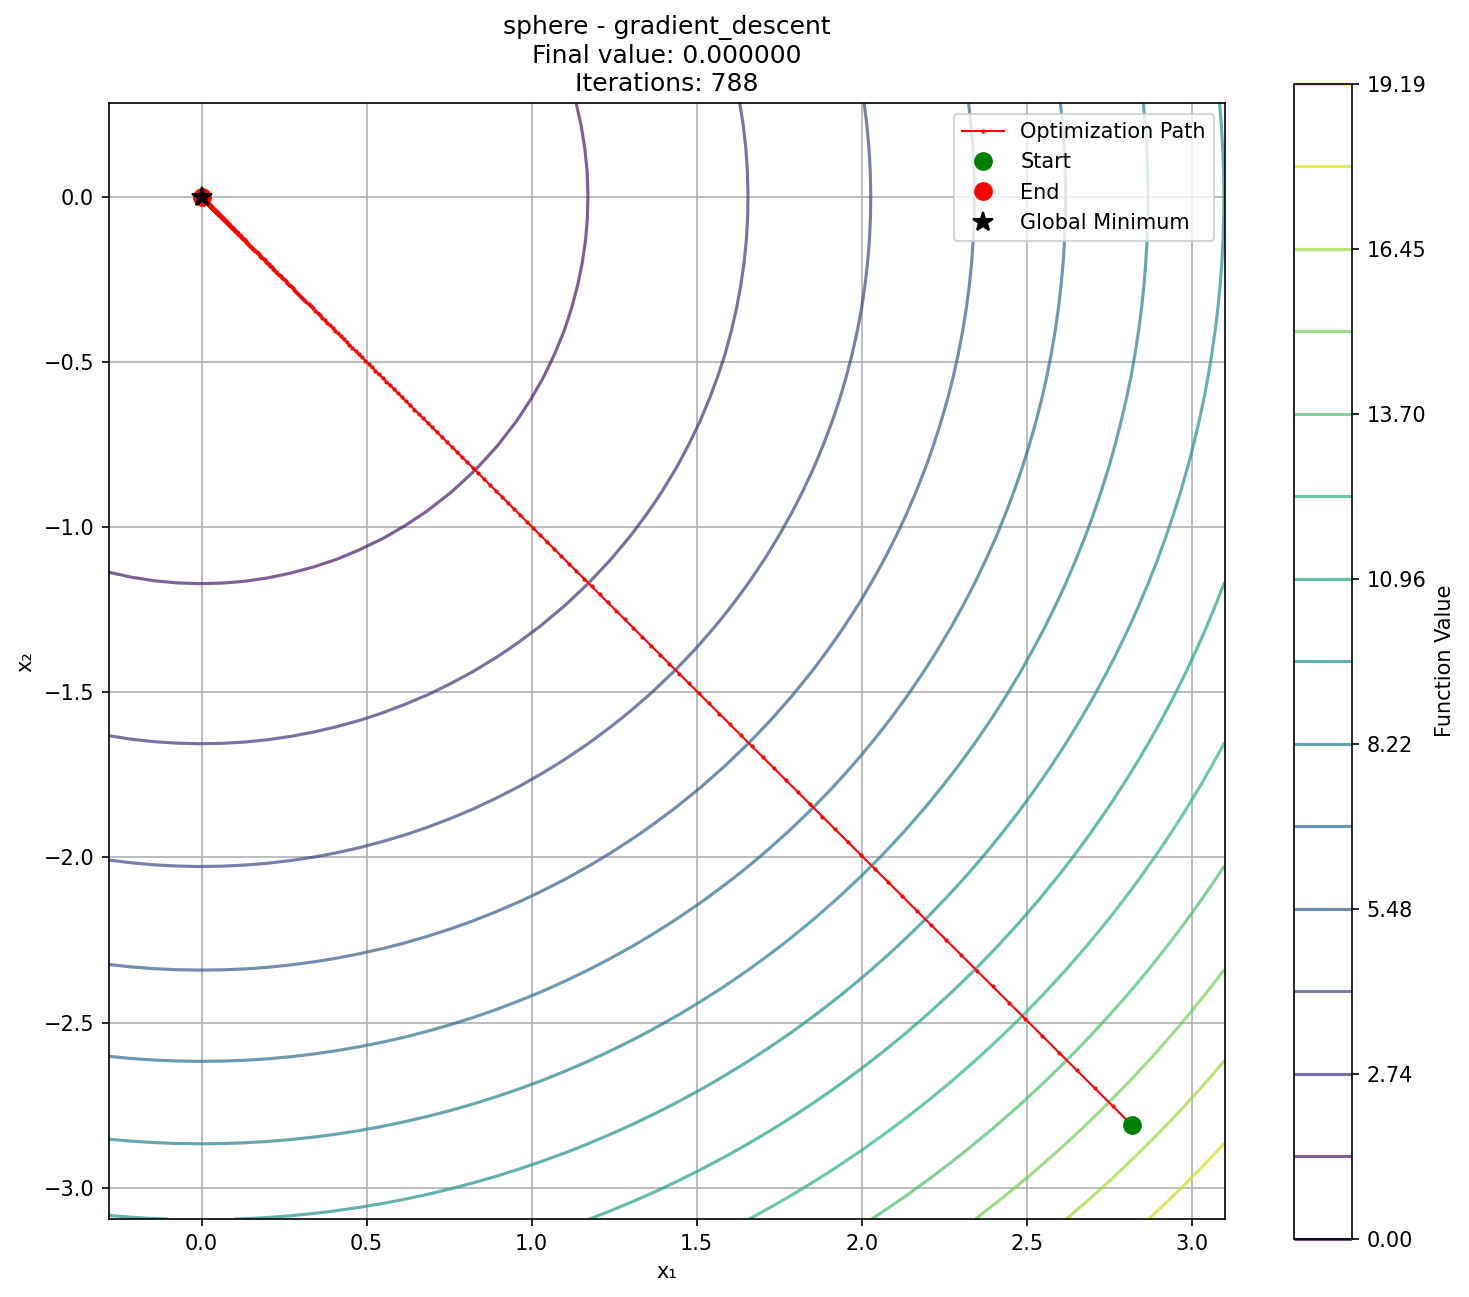 sphere - gradient_descent
Final value: 0.000000
Iterations: 788
Optimization Path
Start
End
Global Minimum
0.0
−0.5
−1.0
−1.5
−2.0
−2.5
−3.0
x₂
0.0
0.5
1.0
1.5
2.0
2.5
3.0
x₁
19.19
16.45
13.70
10.96
8.22
5.48
2.74
0.00
Function Value